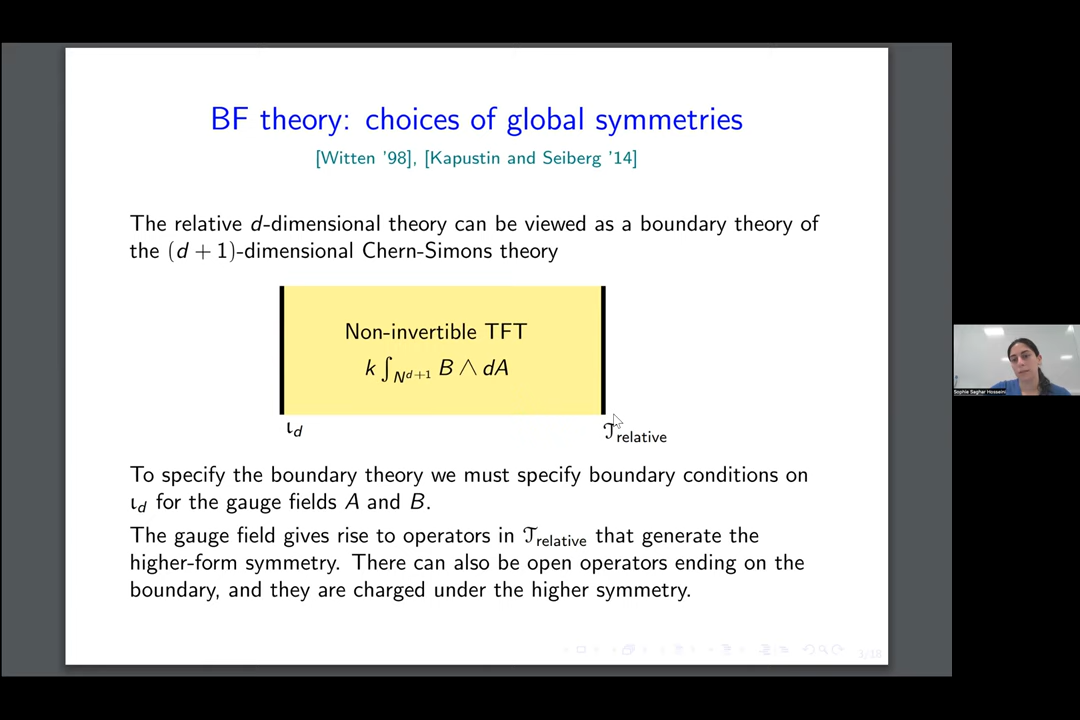 BF theory: choices of global symmetries
[Witten '98], [Kapustin and Seiberg '14]
The relative d-dimensional theory can be viewed as a boundary theory of
the (d + 1)-dimensional Chern-Simons theory
Non-invertible TFT
k ∫_{N^{d+1}} B ∧ dA
ι_d
𝒯_relative
To specify the boundary theory we must specify boundary conditions on
ι_d for the gauge fields A and B.
The gauge field gives rise to operators in 𝒯_relative that generate the
higher-form symmetry. There can also be open operators ending on the
boundary, and they are charged under the higher symmetry.
Sophie Saghar Hosseini